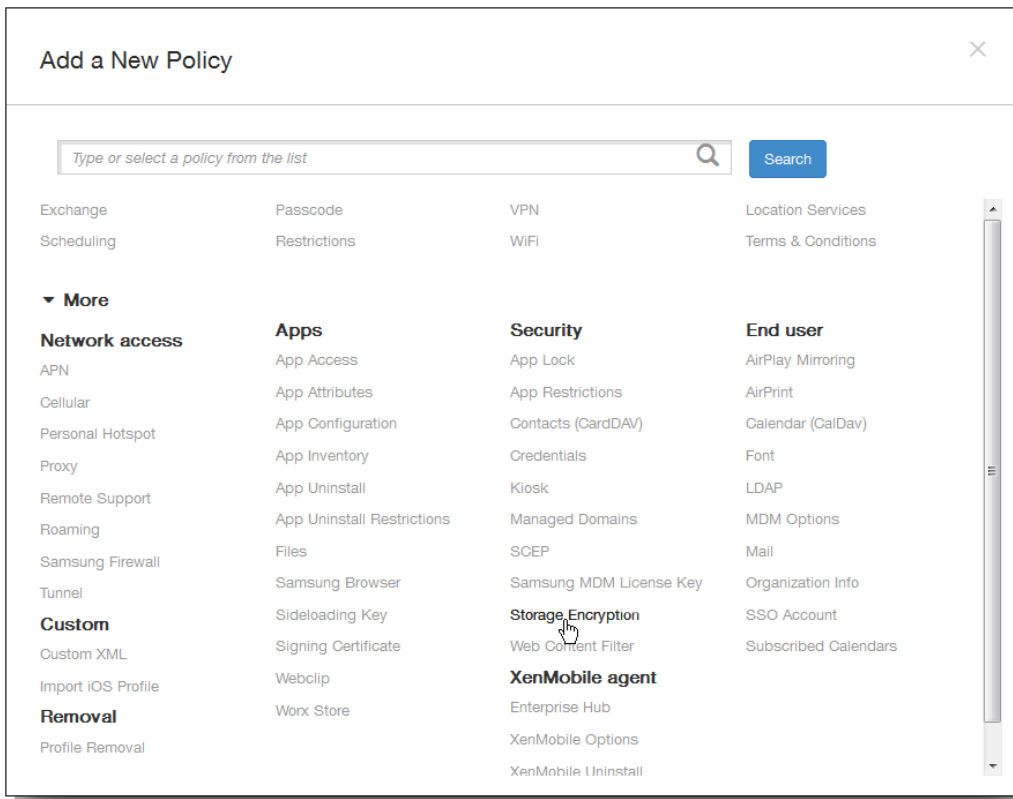 Add a New Policy
Type or select a policy from the list
Search
Exchange
Passcode
VPN
Location Services
Scheduling
Restrictions
WiFi
Terms & Conditions
More
Network access
APN
Cellular
Personal Hotspot
Proxy
Remote Support
Roaming
Samsung Firewall
Tunnel
Custom
Custom XML
Import iOS Profile
Removal
Profile Removal
Apps
App Access
App Attributes
App Configuration
App Inventory
App Uninstall
App Uninstall Restrictions
Files
Samsung Browser
Sideloading Key
Signing Certificate
Webclip
Worx Store
Security
App Lock
App Restrictions
Contacts (CardDAV)
Credentials
Kiosk
Managed Domains
SCEP
Samsung MDM License Key
Storage Encryption
Web Content Filter
XenMobile agent
Enterprise Hub
XenMobile Options
XenMobile Uninstall
End user
AirPlay Mirroring
AirPrint
Calendar (CalDav)
Font
LDAP
MDM Options
Mail
Organization Info
SSO Account
Subscribed Calendars